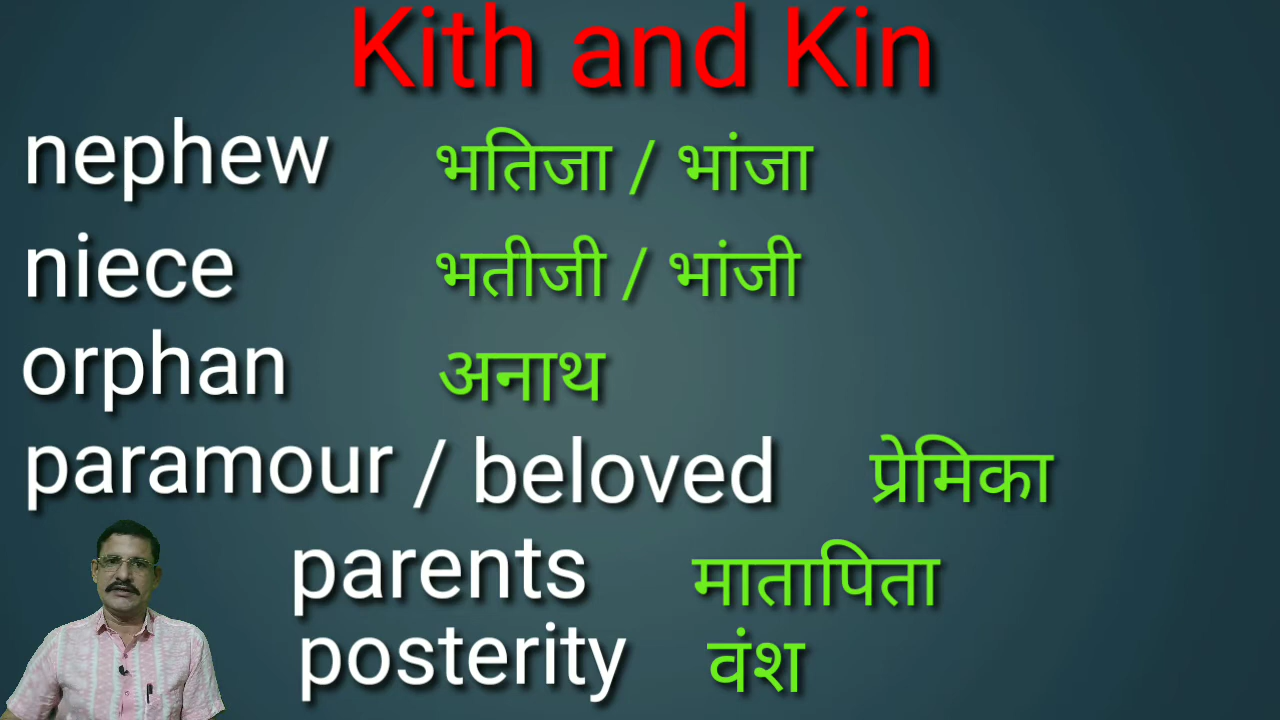 Kith and Kin
nephew भतिजा / भांजा
niece भतीजी / भांजी
orphan अनाथ
paramour / beloved प्रेमिका
parents मातापिता
posterity वंश